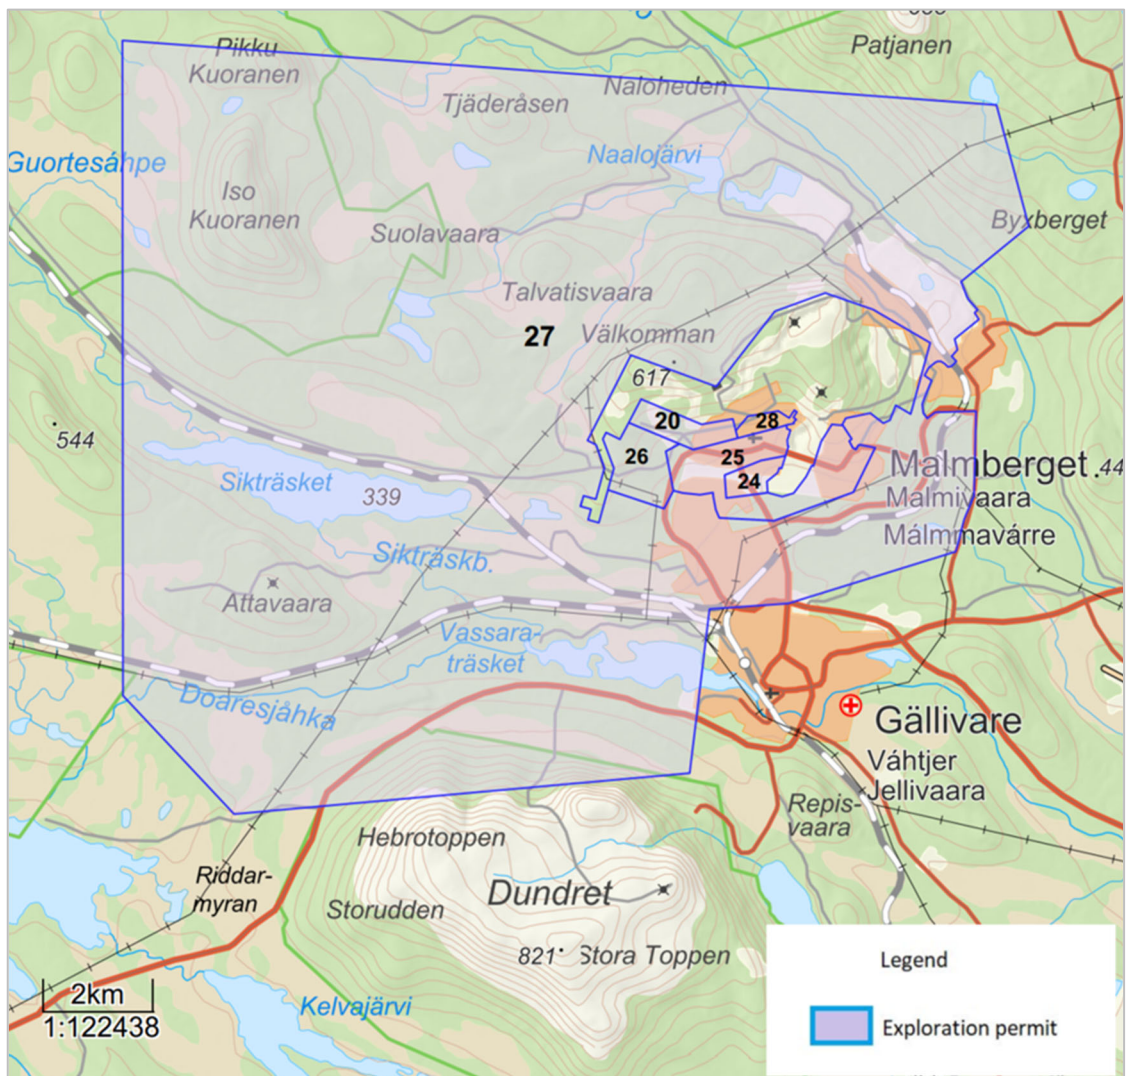 Patjanen
Pikku
Kuoranen
Naloheden
Tjäderåsen
Naalojärvi
Guortesáhpe
Iso
Kuoranen
Byxberget
Suolavaara
Talvatisvaara
27
Välkomman
617
20
28
544
26
25
Malmberget
.44
24
Sikträsket
339
Malmivaara
Málmmavárre
Sikträskb.
Attavaara
Vassara-
träsket
Doaresjåhka
Gällivare
Váhtjer
Jellivaara
Repis-
vaara
Hebrotoppen
Riddar-
myran
Dundret
Storudden
821
Stora Toppen
Legend
2km
Kelvajärvi
1:122438
Exploration permit